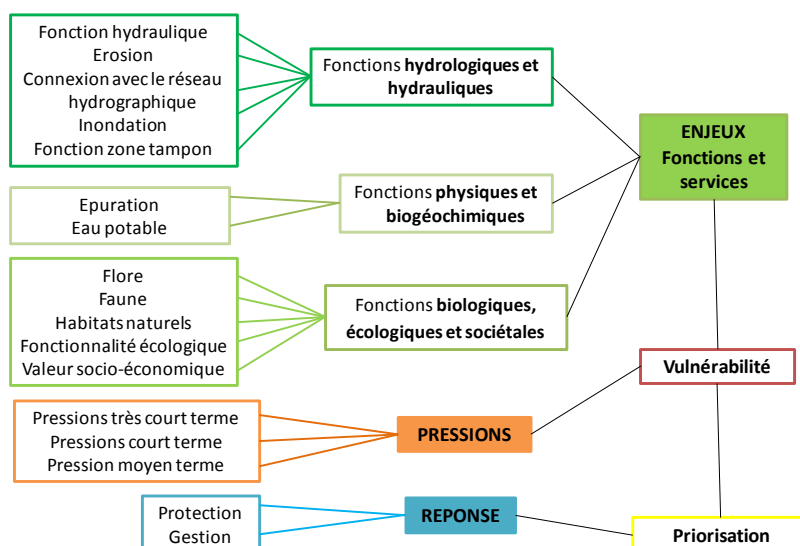 Fonction hydraulique
Erosion
Connexion avec le réseau
hydrographique
Inondation
Fonction zone tampon
Fonctions hydrologiques et
hydrauliques
ENJEUX
Fonctions et
services
Epuration
Eau potable
Fonctions physiques et
biogéochimiques
Flore
Faune
Habitats naturels
Fonctionnalité écologique
Valeur socio-économique
Fonctions biologiques,
écologiques et sociétales
Vulnérabilité
Pressions très court terme
Pressions court terme
Pression moyen terme
PRESSIONS
Protection
Gestion
REPONSE
Priorisation